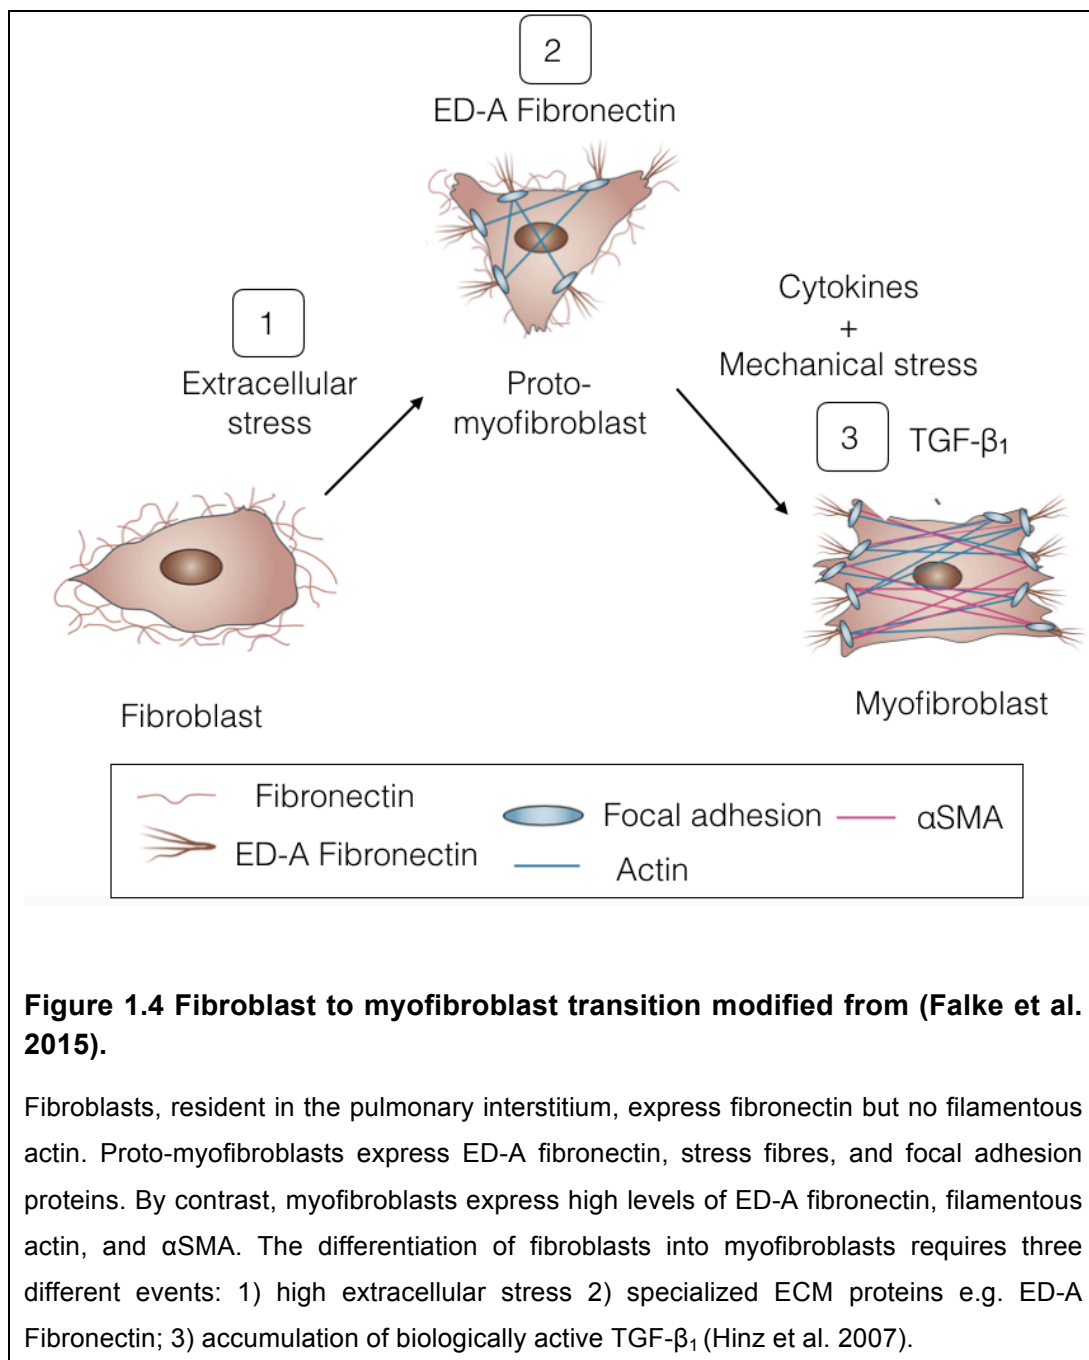 2
ED-A Fibronectin
1
Extracellular
stress
Proto-
myofibroblast
Cytokines
+
Mechanical stress
3
TGF-β₁
Fibroblast
Myofibroblast
Fibronectin
ED-A Fibronectin
Focal adhesion
Actin
αSMA
Figure 1.4 Fibroblast to myofibroblast transition modified from (Falke et al.
2015).
Fibroblasts, resident in the pulmonary interstitium, express fibronectin but no filamentous
actin. Proto-myofibroblasts express ED-A fibronectin, stress fibres, and focal adhesion
proteins. By contrast, myofibroblasts express high levels of ED-A fibronectin, filamentous
actin, and αSMA. The differentiation of fibroblasts into myofibroblasts requires three
different events: 1) high extracellular stress 2) specialized ECM proteins e.g. ED-A
Fibronectin; 3) accumulation of biologically active TGF-β₁ (Hinz et al. 2007).